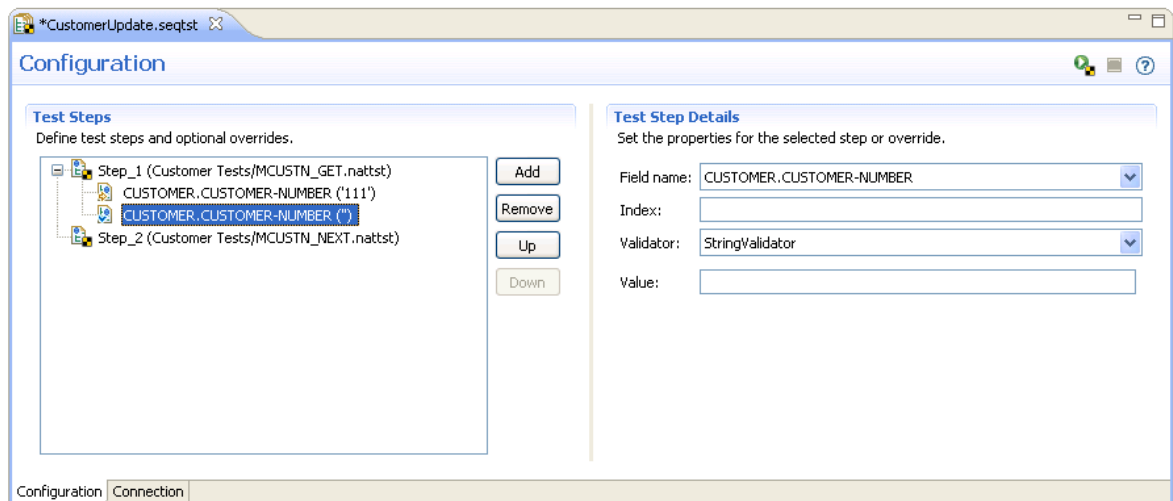 *CustomerUpdate.seqtst
Configuration
Test Steps
Define test steps and optional overrides.
Step_1 (Customer Tests/MCUSTN_GET.nattst)
CUSTOMER.CUSTOMER-NUMBER ('111')
CUSTOMER.CUSTOMER-NUMBER ('')
Step_2 (Customer Tests/MCUSTN_NEXT.nattst)
Add
Remove
Up
Down
Test Step Details
Set the properties for the selected step or override.
Field name: CUSTOMER.CUSTOMER-NUMBER
Index:
Validator: StringValidator
Value:
Configuration Connection